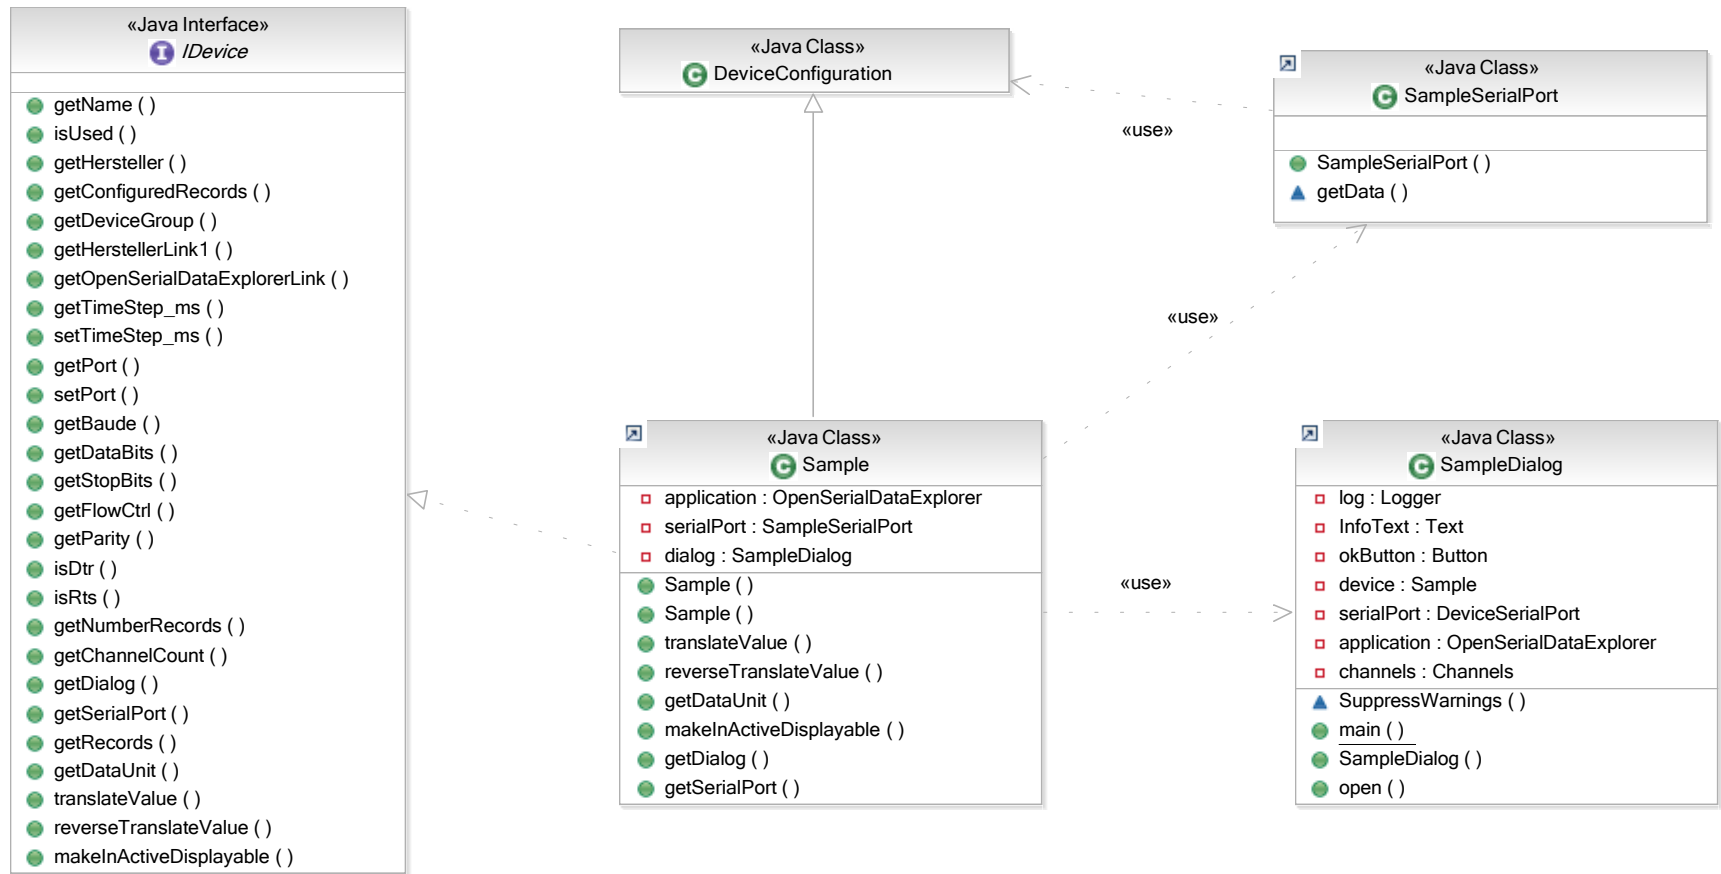 «Java Interface»
I IDevice
getName ( )
isUsed ( )
getHersteller ( )
getConfiguredRecords ( )
getDeviceGroup ( )
getHerstellerLink1 ( )
getOpenSerialDataExplorerLink ( )
getTimeStep_ms ( )
setTimeStep_ms ( )
getPort ( )
setPort ( )
getBaude ( )
getDataBits ( )
getStopBits ( )
getFlowCtrl ( )
getParity ( )
isDtr ( )
isRts ( )
getNumberRecords ( )
getChannelCount ( )
getDialog ( )
getSerialPort ( )
getRecords ( )
getDataUnit ( )
translateValue ( )
reverseTranslateValue ( )
makeInActiveDisplayable ( )
«Java Class»
C DeviceConfiguration
«use»
«Java Class»
C SampleSerialPort
SampleSerialPort ( )
getData ( )
«use»
«Java Class»
C Sample
application : OpenSerialDataExplorer
serialPort : SampleSerialPort
dialog : SampleDialog
Sample ( )
Sample ( )
translateValue ( )
reverseTranslateValue ( )
getDataUnit ( )
makeInActiveDisplayable ( )
getDialog ( )
getSerialPort ( )
«use»
«Java Class»
C SampleDialog
log : Logger
InfoText : Text
okButton : Button
device : Sample
serialPort : DeviceSerialPort
application : OpenSerialDataExplorer
channels : Channels
SuppressWarnings ( )
main ( )
SampleDialog ( )
open ( )